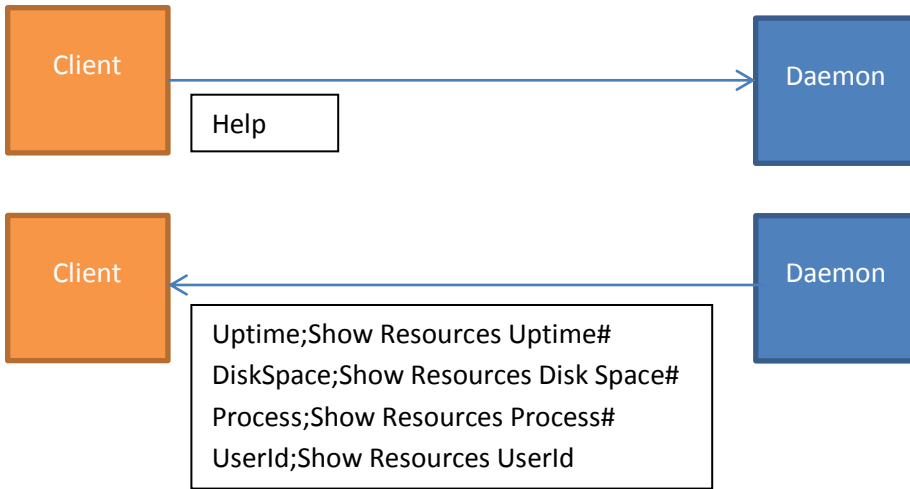 Client
Daemon
Help
Client
Daemon
Uptime;Show Resources Uptime#
DiskSpace;Show Resources Disk Space#
Process;Show Resources Process#
UserId;Show Resources UserId